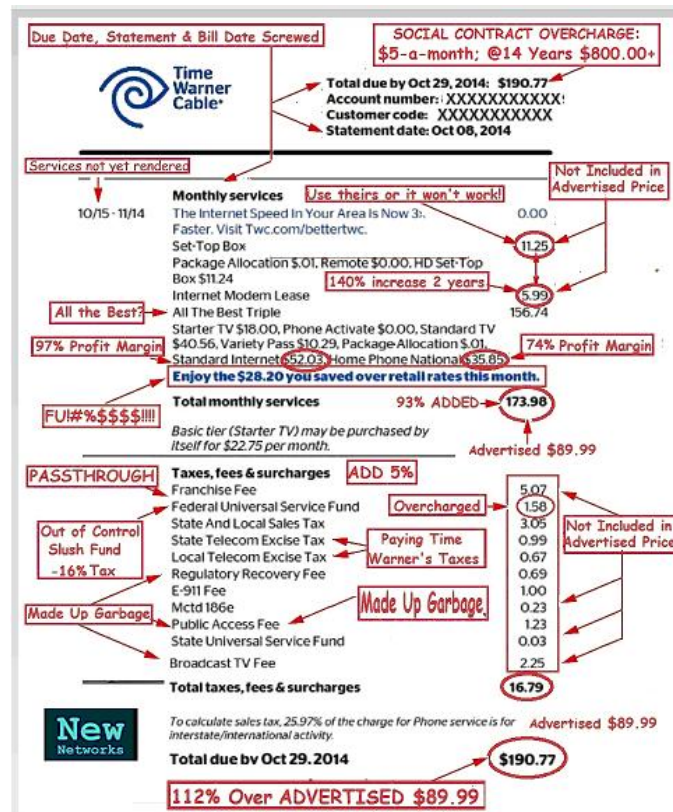 Due Date, Statement & Bill Date Screwed
SOCIAL CONTRACT OVERCHARGE:
$5-a-month; @14 Years $800.00+
Time
Warner
Cable
Total due by Oct 29, 2014: $190.77
Account number: XXXXXXXXXXX
Customer code: XXXXXXXXXXX
Statement date: Oct 08, 2014
Services not yet rendered
Not Included in
Advertised Price
Monthly services
Use theirs or it won't work!
10/15 - 11/14
The Internet Speed In Your Area Is Now 3
0.00
Faster. Visit Twc.com/bettertwc.
Set-Top Box
11.25
Package Allocation $.01, Remote $0.00, HD Set-Top
Box $11.24
140% increase 2 years
Internet Modem Lease
5.99
All the Best?
All The Best Triple
156.74
Starter TV $18.00, Phone Activate $0.00, Standard TV
$40.56, Variety Pass $10.29, Package Allocation $.01,
97% Profit Margin
Standard Internet $52.03, Home Phone National $35.85
74% Profit Margin
Enjoy the $28.20 you saved over retail rates this month.
FU!#%$$$$!!!!
Total monthly services
93% ADDED
173.98
Basic tier (Starter TV) may be purchased by
itself for $22.75 per month.
Advertised $89.99
PASSTHROUGH
Taxes, fees & surcharges
ADD 5%
Franchise Fee
5.07
Federal Universal Service Fund
Overcharged
1.58
State And Local Sales Tax
3.05
Out of Control
Slush Fund
-16% Tax
State Telecom Excise Tax
0.99
Local Telecom Excise Tax
0.67
Paying Time
Warner's Taxes
Not Included in
Advertised Price
Regulatory Recovery Fee
0.69
E-911 Fee
1.00
Mctd 186e
0.23
Made Up Garbage
Public Access Fee
1.23
Made Up Garbage
State Universal Service Fund
0.03
Broadcast TV Fee
2.25
Total taxes, fees & surcharges
16.79
New
Networks
To calculate sales tax, 25.97% of the charge for Phone service is for
interstate/international activity.
Advertised $89.99
Total due by Oct 29. 2014
$190.77
112% Over ADVERTISED $89.99